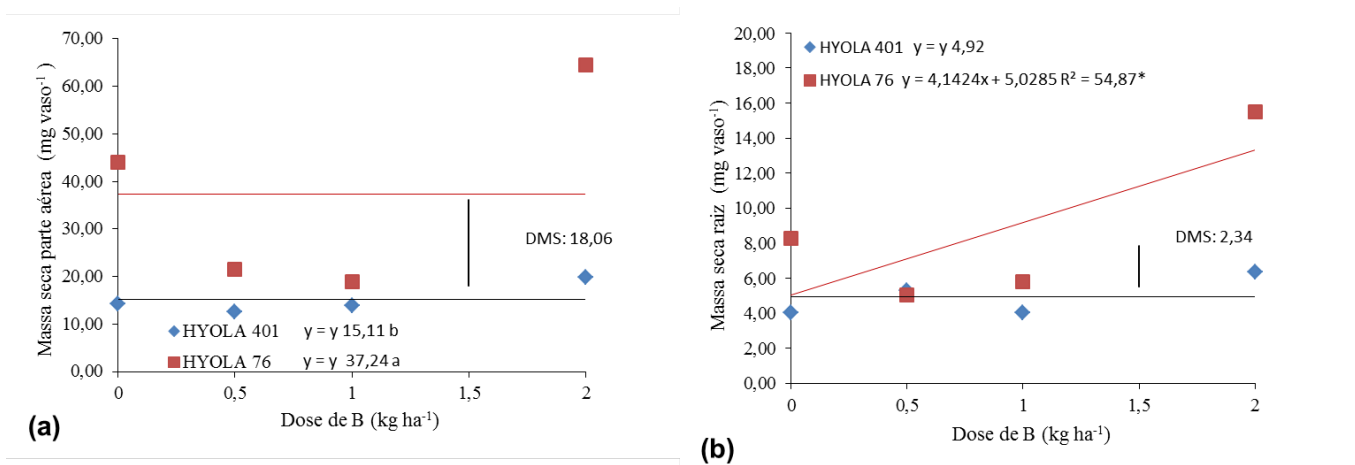 Massa seca parte aérea (mg vaso⁻¹)
70,00
60,00
50,00
40,00
30,00
20,00
10,00
0,00
DMS: 18,06
HYOLA 401 y = y 15,11 b
HYOLA 76 y = y 37,24 a
0 0,5 1 1,5 2
Dose de B (kg ha⁻¹)
(a)
Massa seca raiz (mg vaso⁻¹)
20,00
18,00
16,00
14,00
12,00
10,00
8,00
6,00
4,00
2,00
0,00
HYOLA 401 y = y 4,92
HYOLA 76 y = 4,1424x + 5,0285 R² = 54,87*
DMS: 2,34
0 0,5 1 1,5 2
Dose de B (kg ha⁻¹)
(b)